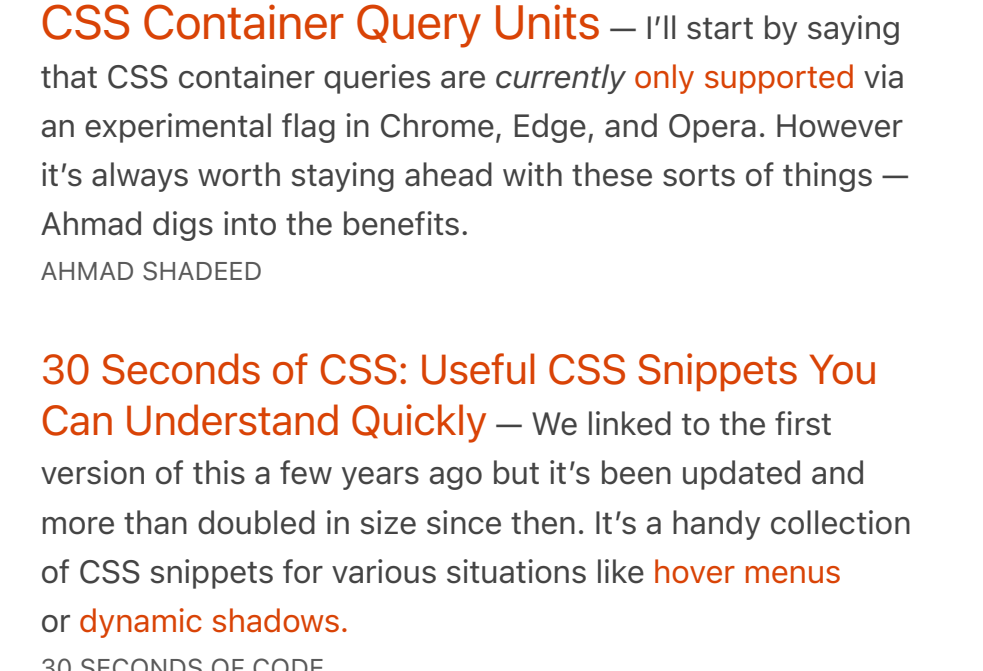 CSS Container Query Units — I’ll start by saying
that CSS container queries are currently only supported via
an experimental flag in Chrome, Edge, and Opera. However
it’s always worth staying ahead with these sorts of things —
Ahmad digs into the benefits.
AHMAD SHADEED
30 Seconds of CSS: Useful CSS Snippets You
Can Understand Quickly — We linked to the first
version of this a few years ago but it’s been updated and
more than doubled in size since then. It’s a handy collection
of CSS snippets for various situations like hover menus
or dynamic shadows.
30 SECONDS OF CODE